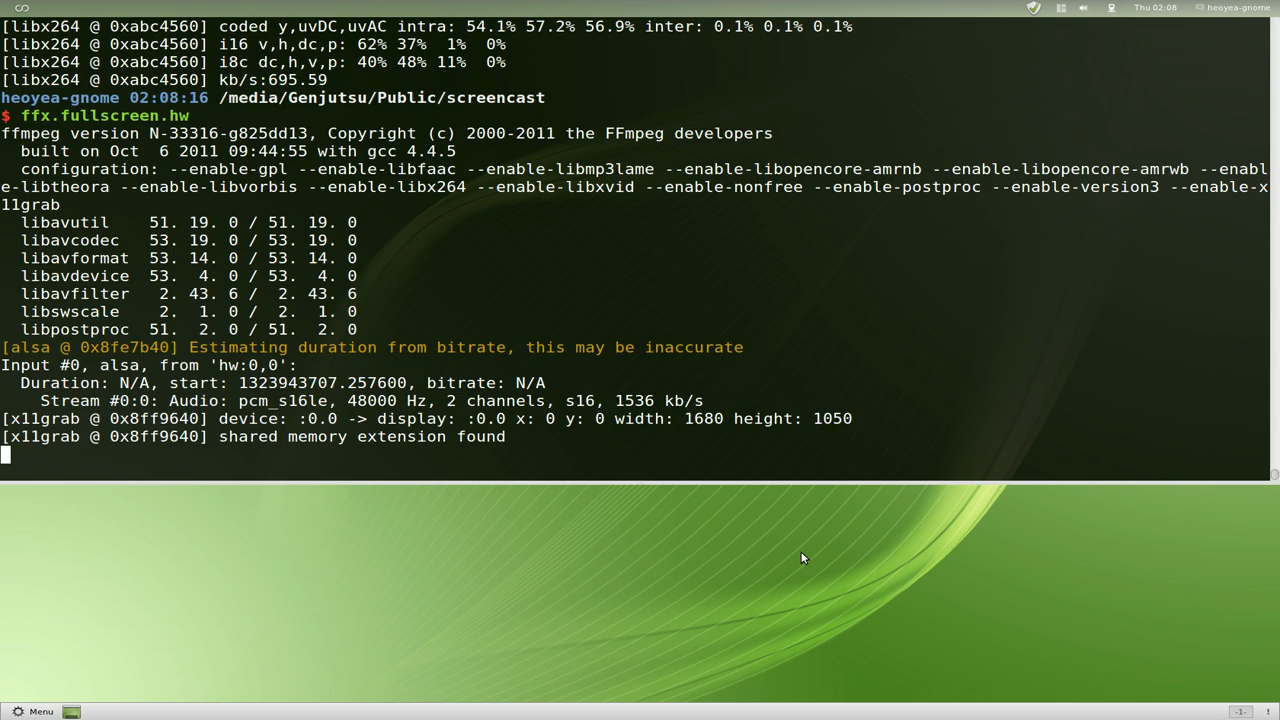 Thu 02:08
heoyea-gnome
[libx264 @ 0xabc4560] coded y,uvDC,uvAC intra: 54.1% 57.2% 56.9% inter: 0.1% 0.1% 0.1%
[libx264 @ 0xabc4560] i16 v,h,dc,p: 62% 37%  1%  0%
[libx264 @ 0xabc4560] i8c dc,h,v,p: 40% 48% 11%  0%
[libx264 @ 0xabc4560] kb/s:695.59
heoyea-gnome 02:08:16 /media/Genjutsu/Public/screencast
$ ffx.fullscreen.hw
ffmpeg version N-33316-g825dd13, Copyright (c) 2000-2011 the FFmpeg developers
  built on Oct  6 2011 09:44:55 with gcc 4.4.5
  configuration: --enable-gpl --enable-libfaac --enable-libmp3lame --enable-libopencore-amrnb --enable-libopencore-amrwb --enabl
e-libtheora --enable-libvorbis --enable-libx264 --enable-libxvid --enable-nonfree --enable-postproc --enable-version3 --enable-x
11grab
  libavutil    51. 19. 0 / 51. 19. 0
  libavcodec   53. 19. 0 / 53. 19. 0
  libavformat  53. 14. 0 / 53. 14. 0
  libavdevice  53.  4. 0 / 53.  4. 0
  libavfilter   2. 43. 6 /  2. 43. 6
  libswscale    2.  1. 0 /  2.  1. 0
  libpostproc  51.  2. 0 / 51.  2. 0
[alsa @ 0x8fe7b40] Estimating duration from bitrate, this may be inaccurate
Input #0, alsa, from 'hw:0,0':
  Duration: N/A, start: 1323943707.257600, bitrate: N/A
    Stream #0:0: Audio: pcm_s16le, 48000 Hz, 2 channels, s16, 1536 kb/s
[x11grab @ 0x8ff9640] device: :0.0 -> display: :0.0 x: 0 y: 0 width: 1680 height: 1050
[x11grab @ 0x8ff9640] shared memory extension found
Menu
-1-
!